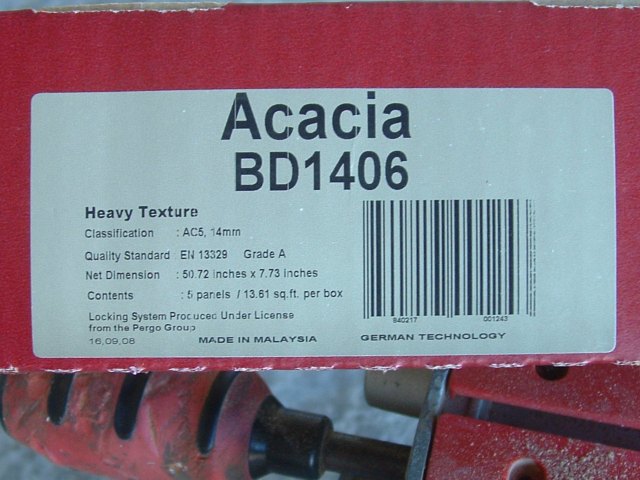 Acacia
BD1406
Heavy Texture
Classification : AC5, 14mm
Quality Standard EN 13329 Grade A
Net Dimension : 50.72 inches x 7.73 inches
Contents : 5 panels / 13.61 sq.ft. per box
Locking System Produced Under License
from the Pergo Group
16,09,08 MADE IN MALAYSIA GERMAN TECHNOLOGY
840217 001243